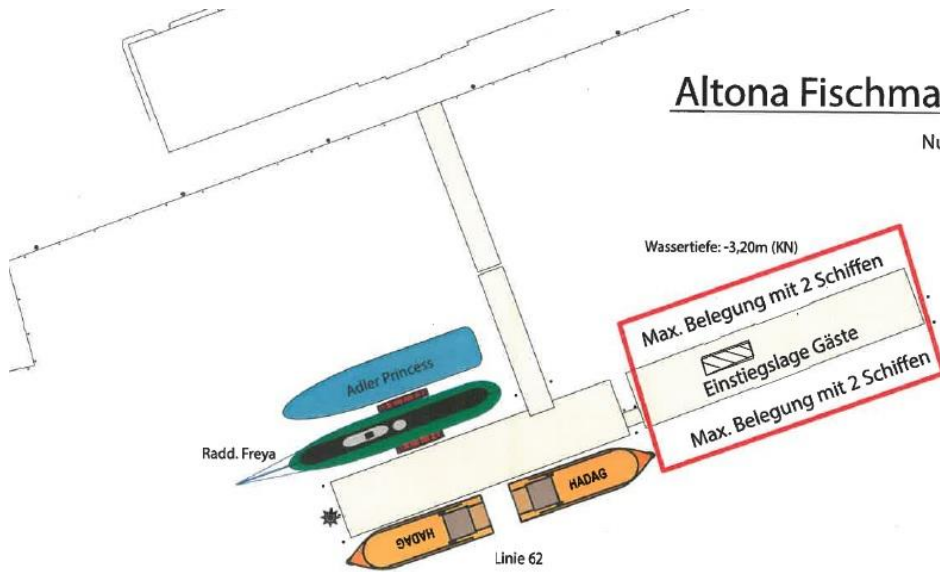 Altona Fischma
Nu
Wassertiefe: -3,20m (KN)
Max. Belegung mit 2 Schiffen
Einstiegslage Gäste
Max. Belegung mit 2 Schiffen
Adler Princess
Radd. Freya
HADAG
HADAG
Linie 62